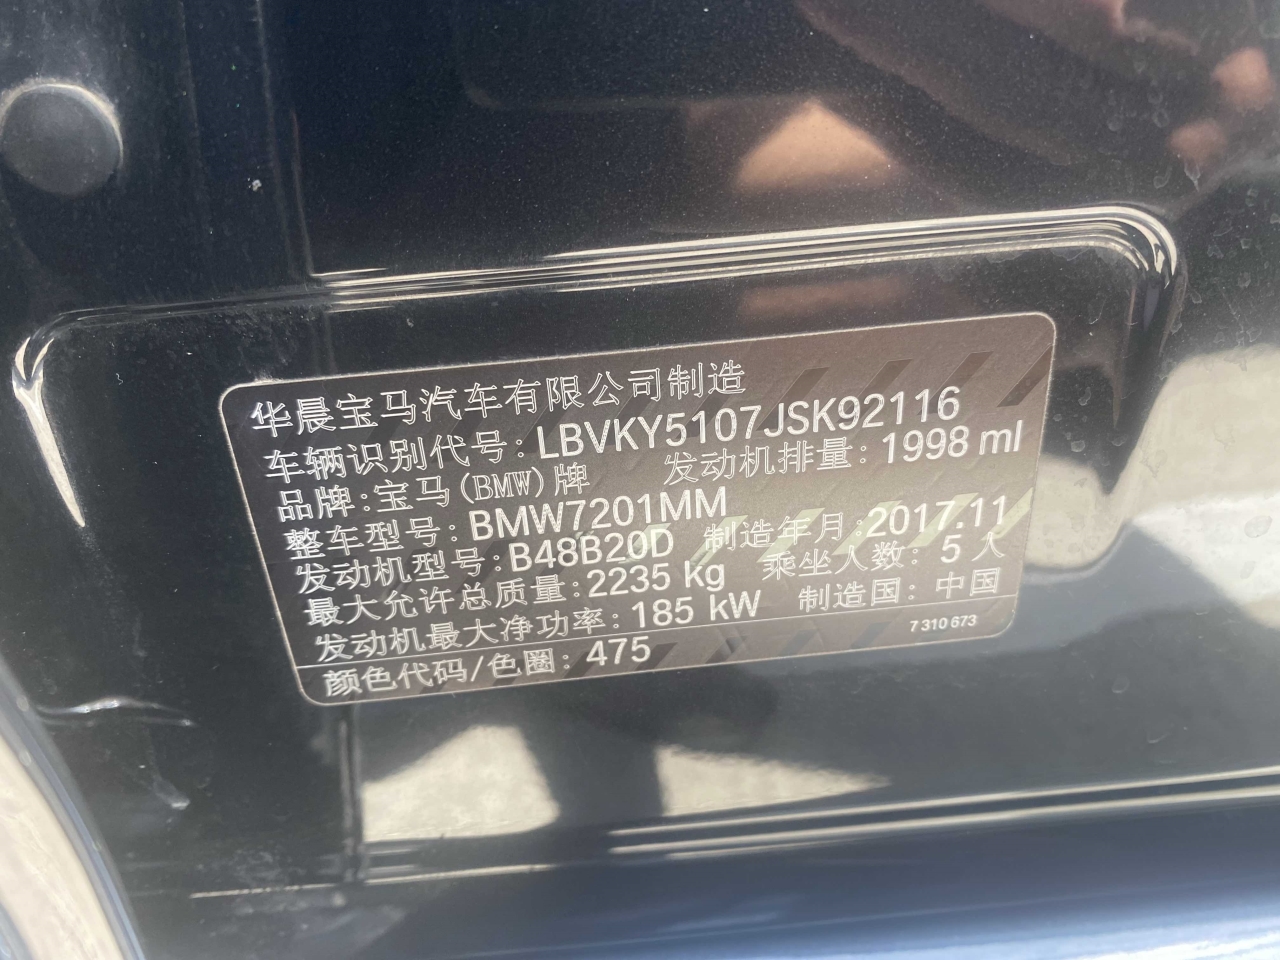 华晨宝马汽车有限公司制造
车辆识别代号: LBVKY5107JSK92116
品牌:宝马(BMW)牌 发动机排量: 1998 ml
整车型号: BMW7201MM
发动机型号: B48B20D 制造年月:2017.11
最大允许总质量:2235 kg 乘坐人数: 5 人
发动机最大净功率: 185 kW 制造国: 中国
颜色代码/色圈: 475 7 310 673